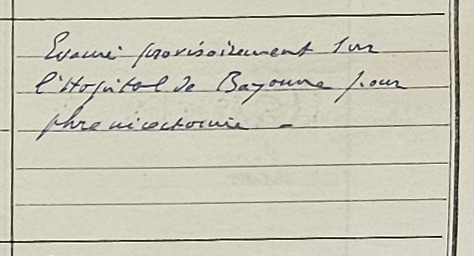 Evacué provisoirement sur
l'Hopital de Bayonne pour
phrenicectomie -